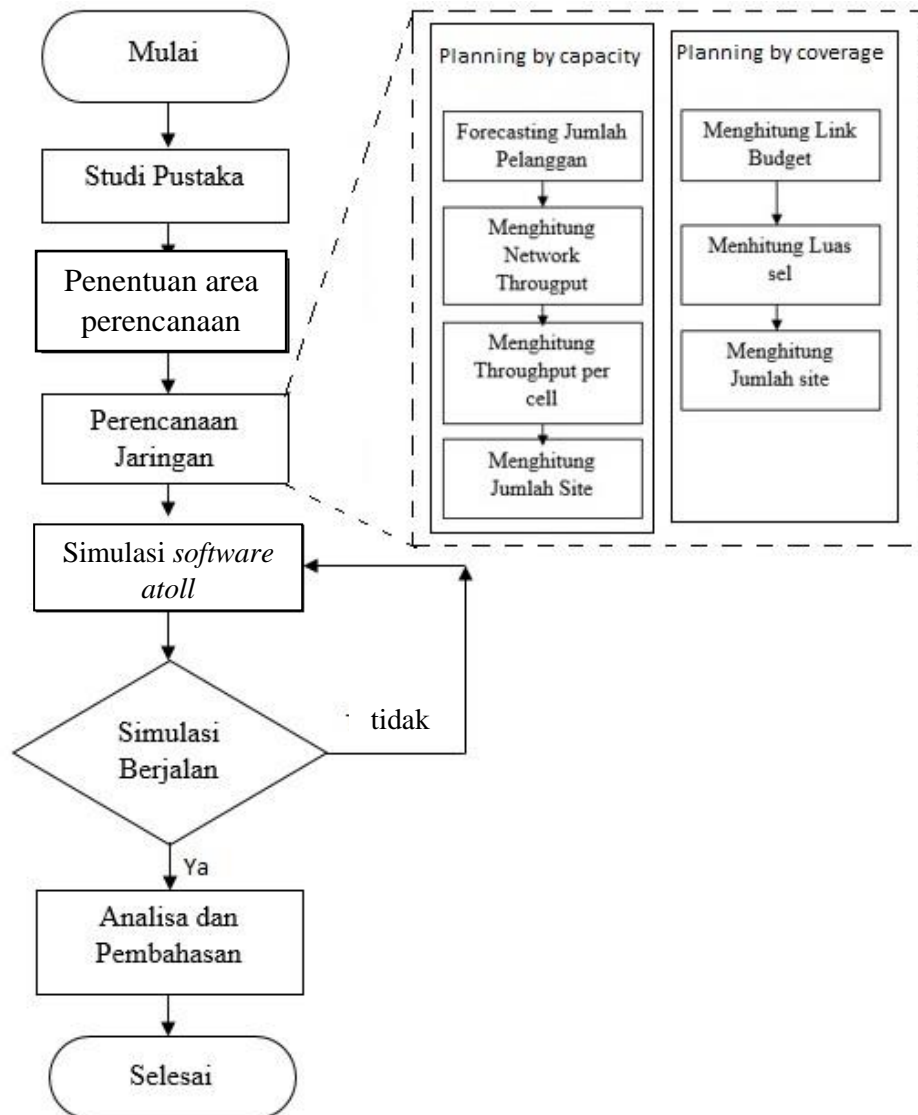 Mulai
Studi Pustaka
Penentuan area
perencanaan
Perencanaan
Jaringan
Simulasi software
atoll
Simulasi
Berjalan
tidak
Ya
Analisa dan
Pembahasan
Selesai
Planning by capacity
Forecasting Jumlah
Pelanggan
Menghitung
Network
Througput
Menghitung
Throughput per
cell
Menghitung
Jumlah Site
Planning by coverage
Menghitung Link
Budget
Menhitung Luas
sel
Menghitung
Jumlah site